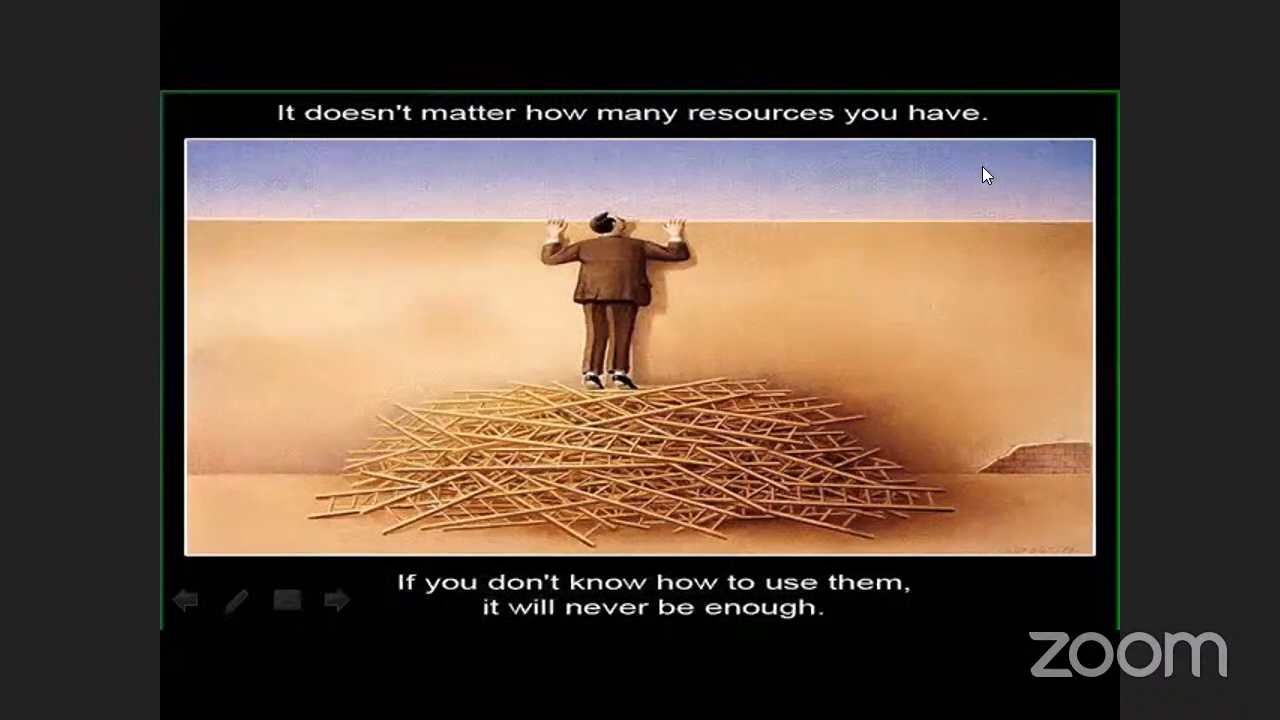 It doesn't matter how many resources you have.
If you don't know how to use them,
it will never be enough.
zoom